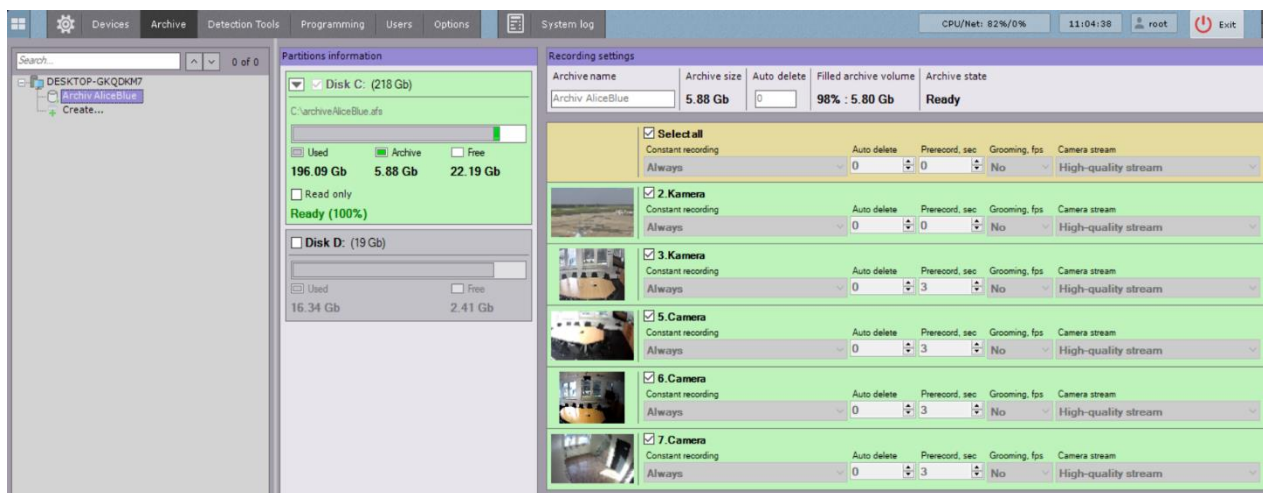 Devices Archive Detection Tools Programming Users Options System log CPU/Net: 82%/0% 11:04:38 root Exit
Search... 0 of 0
DESKTOP-GKQDKM7
Archiv AliceBlue
Create...
Partitions information
Disk C: (218 Gb)
C:\archiveAliceBlue.afs
Used Archive Free
196.09 Gb 5.88 Gb 22.19 Gb
Read only
Ready (100%)
Disk D: (19 Gb)
Used Free
16.34 Gb 2.41 Gb
Recording settings
Archive name Archive size Auto delete Filled archive volume Archive state
Archiv AliceBlue 5.88 Gb 0 98% : 5.80 Gb Ready
Select all
Constant recording Auto delete Prerecord, sec Grooming, fps Camera stream
Always 0 0 No High-quality stream
2.Kamera
Constant recording Auto delete Prerecord, sec Grooming, fps Camera stream
Always 0 0 No High-quality stream
3.Kamera
Constant recording Auto delete Prerecord, sec Grooming, fps Camera stream
Always 0 3 No High-quality stream
5.Camera
Constant recording Auto delete Prerecord, sec Grooming, fps Camera stream
Always 0 3 No High-quality stream
6.Camera
Constant recording Auto delete Prerecord, sec Grooming, fps Camera stream
Always 0 3 No High-quality stream
7.Camera
Constant recording Auto delete Prerecord, sec Grooming, fps Camera stream
Always 0 3 No High-quality stream